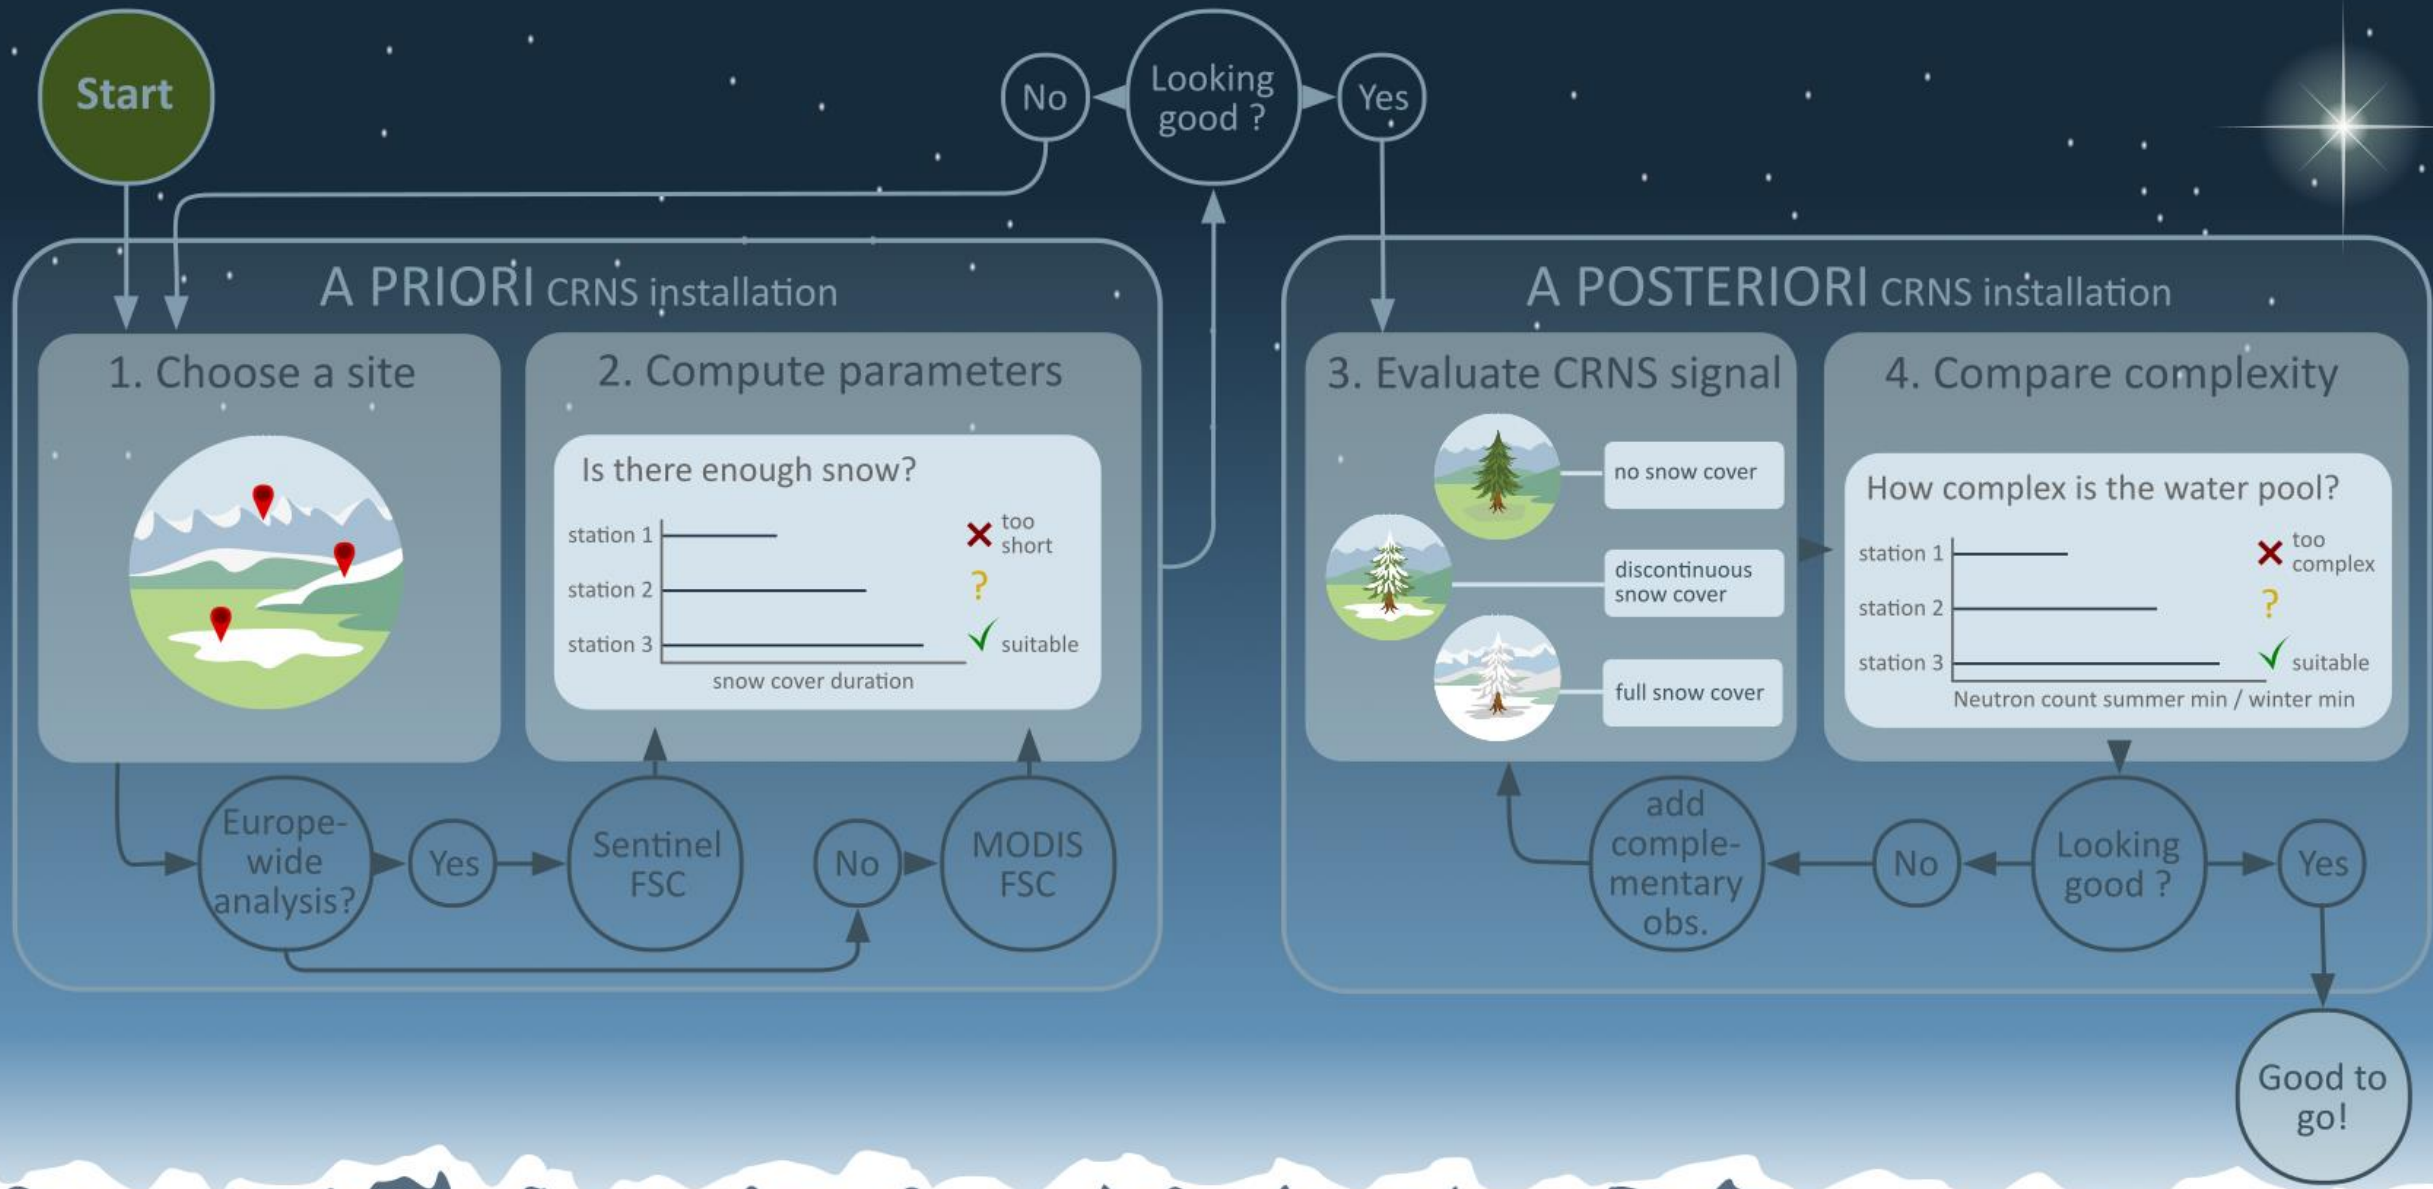 Start
No
Looking
good ?
Yes
A PRIORI CRNS installation
1. Choose a site
2. Compute parameters
Is there enough snow?
station 1
too
short
station 2
?
station 3
suitable
snow cover duration
Europe-
wide
analysis?
Yes
Sentinel
FSC
No
MODIS
FSC
A POSTERIORI CRNS installation
3. Evaluate CRNS signal
no snow cover
discontinuous
snow cover
full snow cover
4. Compare complexity
How complex is the water pool?
station 1
too
complex
station 2
?
station 3
suitable
Neutron count summer min / winter min
add
comple-
mentary
obs.
No
Looking
good ?
Yes
Good to
go!